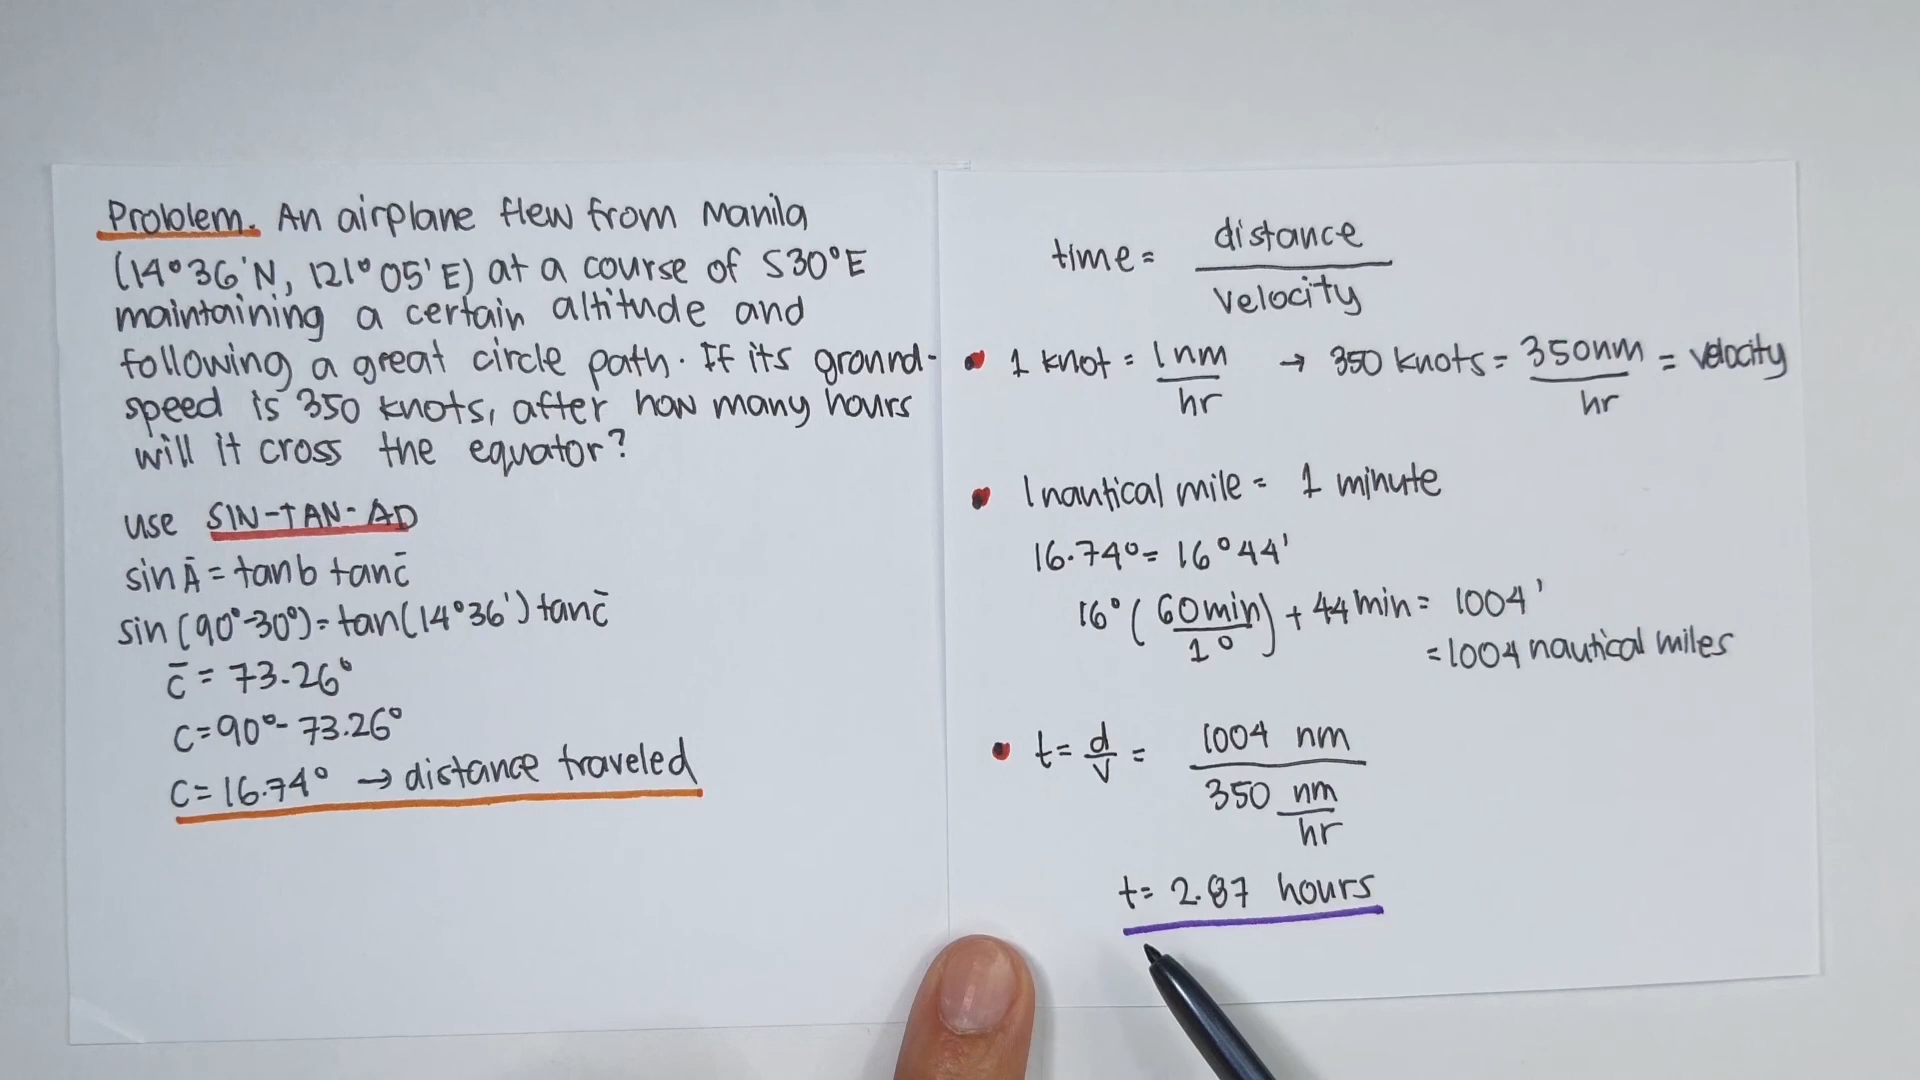 Problem. An airplane flew from Manila
(14°36'N, 121°05'E) at a course of S30°E
maintaining a certain altitude and
following a great circle path. If its ground-
speed is 350 knots, after how many hours
will it cross the equator?
use SIN-TAN-AD
sin Ā = tan b tan c̄
sin (90°-30°) = tan(14°36') tan c̄
c̄ = 73.26°
c = 90° - 73.26°
c = 16.74° → distance traveled
time = distance / velocity
• 1 knot = 1nm/hr → 350 knots = 350nm/hr = velocity
• 1 nautical mile = 1 minute
16.74° = 16°44'
16° (60min/1°) + 44 min = 1004'
= 1004 nautical miles
• t = d/v = 1004 nm / 350 nm/hr
t = 2.87 hours